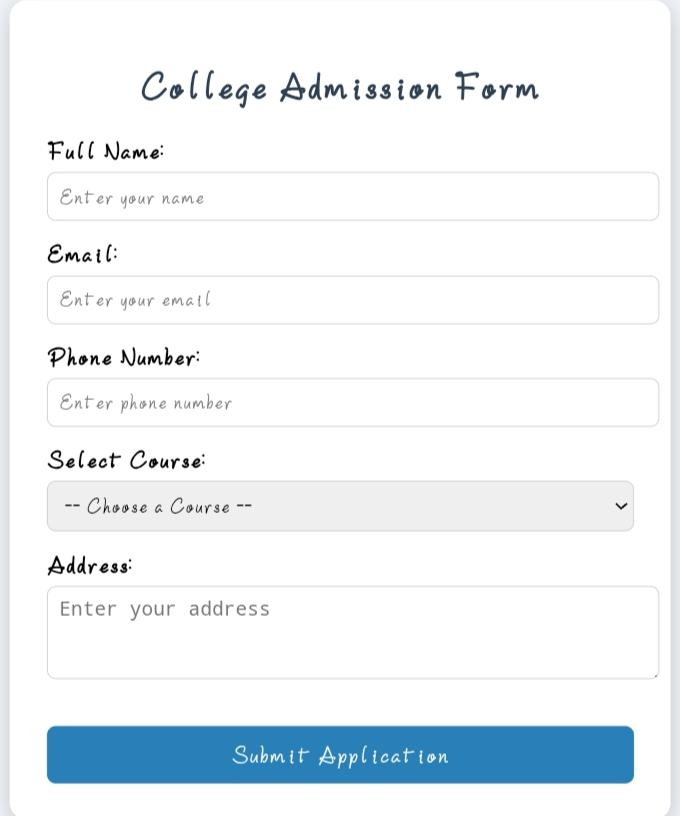 College Admission Form
Full Name:
Enter your name
Email:
Enter your email
Phone Number:
Enter phone number
Select Course:
-- Choose a Course --
Address:
Enter your address
Submit Application